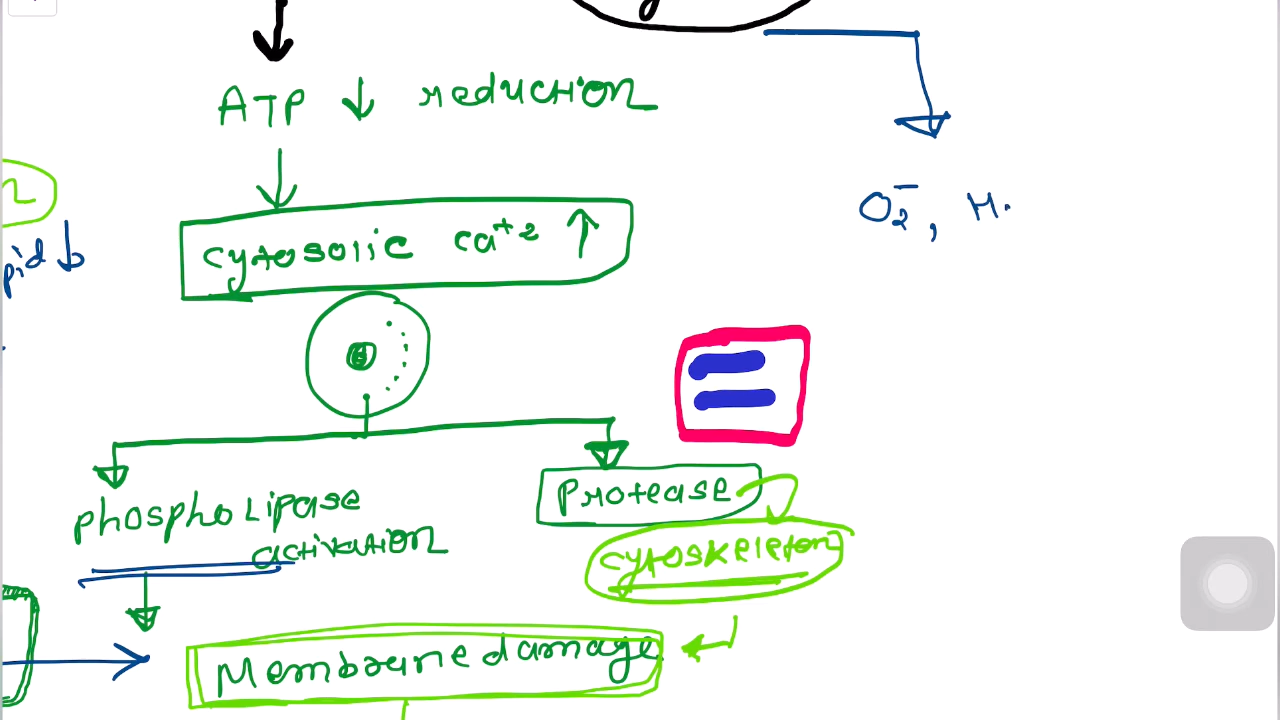 ATP ↓ reduction
O₂⁻, H.
cytosolic ca⁺² ↑
pid ↓
protease
phospholipase
activation
cytoskeleton
Membrane damage